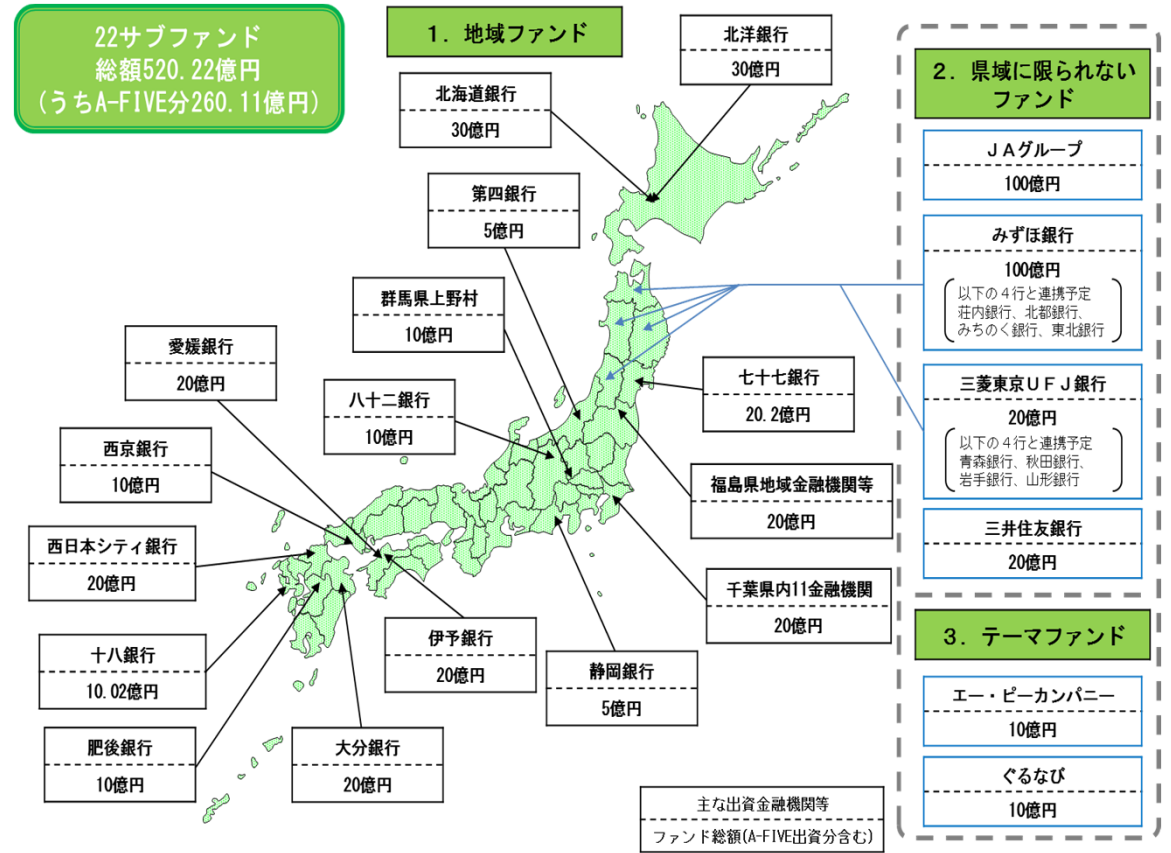 22サブファンド
総額520.22億円
(うちA-FIVE分260.11億円)
1．地域ファンド
北洋銀行
30億円
北海道銀行
30億円
第四銀行
5億円
群馬県上野村
10億円
愛媛銀行
20億円
八十二銀行
10億円
西京銀行
10億円
西日本シティ銀行
20億円
十八銀行
10.02億円
肥後銀行
10億円
大分銀行
20億円
伊予銀行
20億円
静岡銀行
5億円
七十七銀行
20.2億円
福島県地域金融機関等
20億円
千葉県内11金融機関
20億円
2．県域に限られない
ファンド
ＪＡグループ
100億円
みずほ銀行
100億円
以下の４行と連携予定
荘内銀行、北都銀行、
みちのく銀行、東北銀行
三菱東京ＵＦＪ銀行
20億円
以下の４行と連携予定
青森銀行、秋田銀行、
岩手銀行、山形銀行
三井住友銀行
20億円
3．テーマファンド
エー・ピーカンパニー
10億円
ぐるなび
10億円
主な出資金融機関等
ファンド総額(A-FIVE出資分含む)